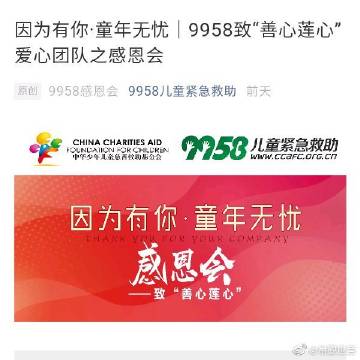 因为有你·童年无忧｜9958致“善心莲心”
爱心团队之感恩会
原创 9958感恩会 9958儿童紧急救助 前天
CHINA CHARITIES AID
FOUNDATION FOR CHILDREN
中华少年儿童慈善救助基金会
9958 儿童紧急救助
www.ccafc.org.cn
因为有你·童年无忧
THANK YOU FOR YOUR COMPANY
感恩会
——致“善心莲心”